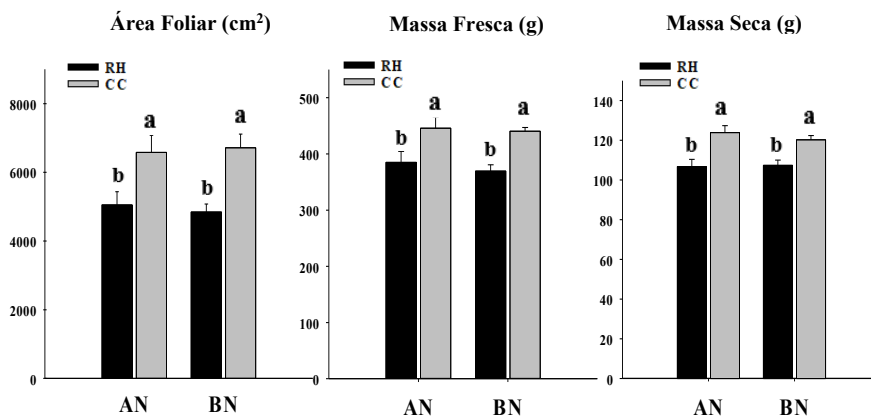 Área Foliar (cm²)
RH
CC
8000
6000
4000
2000
0
b
a
b
a
AN
BN
Massa Fresca (g)
RH
CC
500
400
300
200
100
0
b
a
b
a
AN
BN
Massa Seca (g)
RH
CC
140
120
100
80
60
40
20
0
b
a
b
a
AN
BN